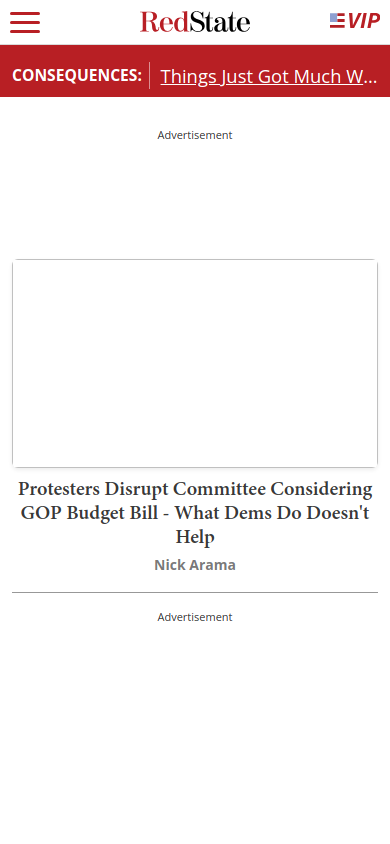 RedState
VIP
CONSEQUENCES: Things Just Got Much W...
Advertisement
Protesters Disrupt Committee Considering
GOP Budget Bill - What Dems Do Doesn't
Help
Nick Arama
Advertisement